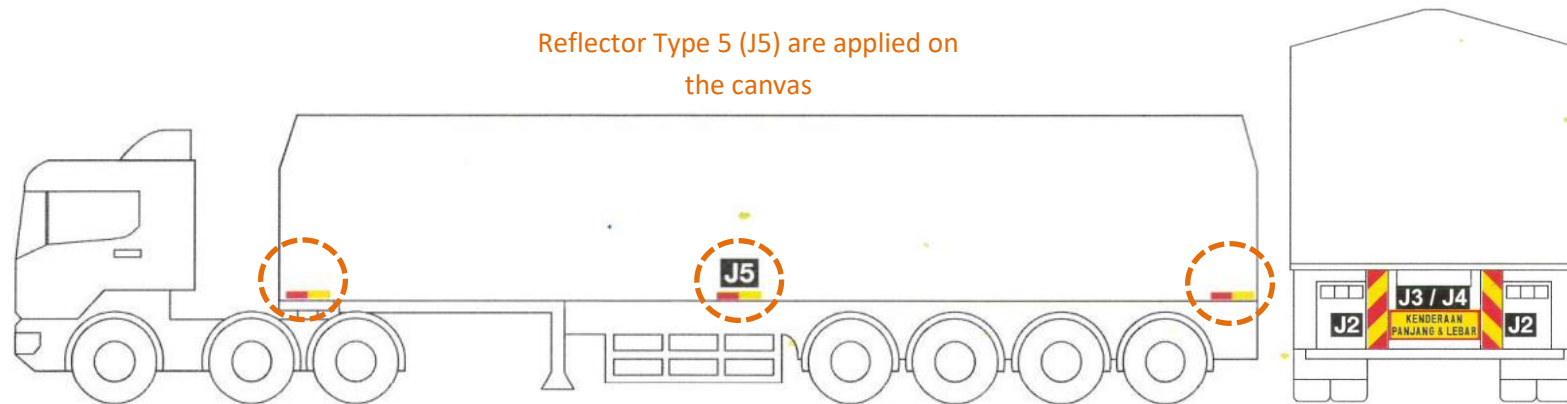 Reflector Type 5 (J5) are applied on
the canvas
J5
J3 / J4
J2
KENDERAAN
PANJANG & LEBAR
J2